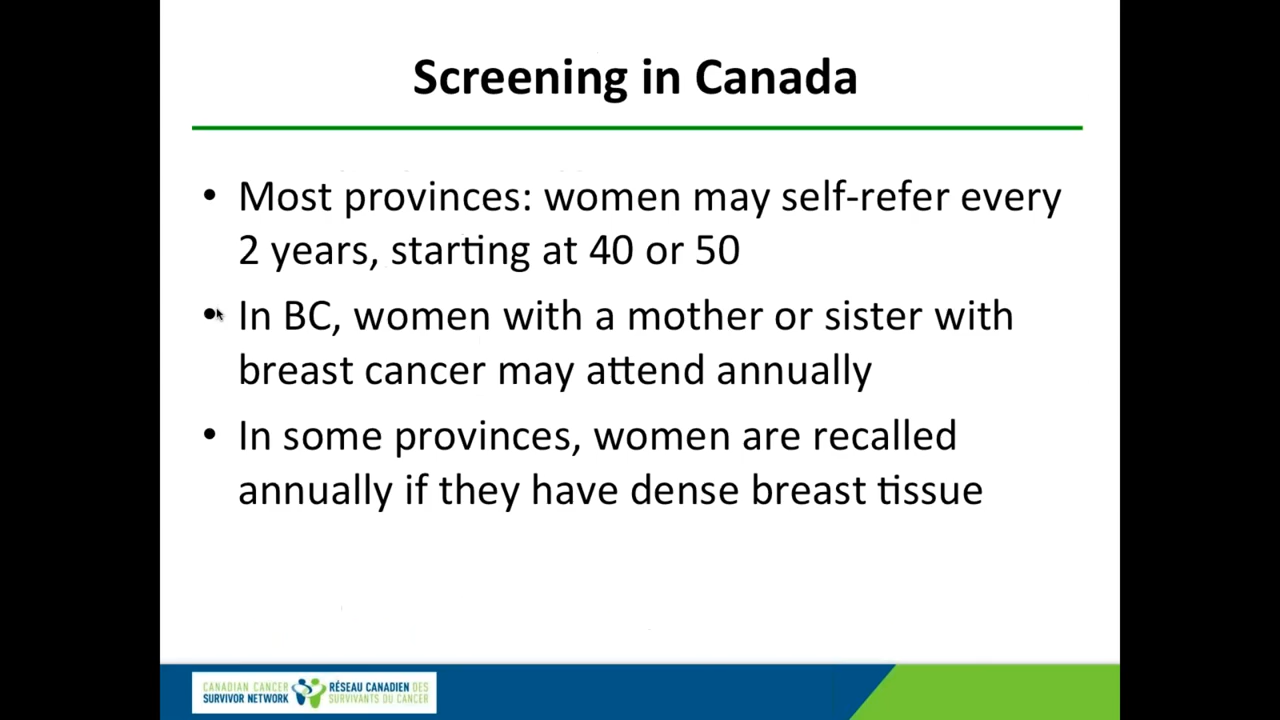 Screening in Canada
• Most provinces: women may self-refer every
2 years, starting at 40 or 50
• In BC, women with a mother or sister with
breast cancer may attend annually
• In some provinces, women are recalled
annually if they have dense breast tissue
CANADIAN CANCER
SURVIVOR NETWORK
RÉSEAU CANADIEN DES
SURVIVANTS DU CANCER